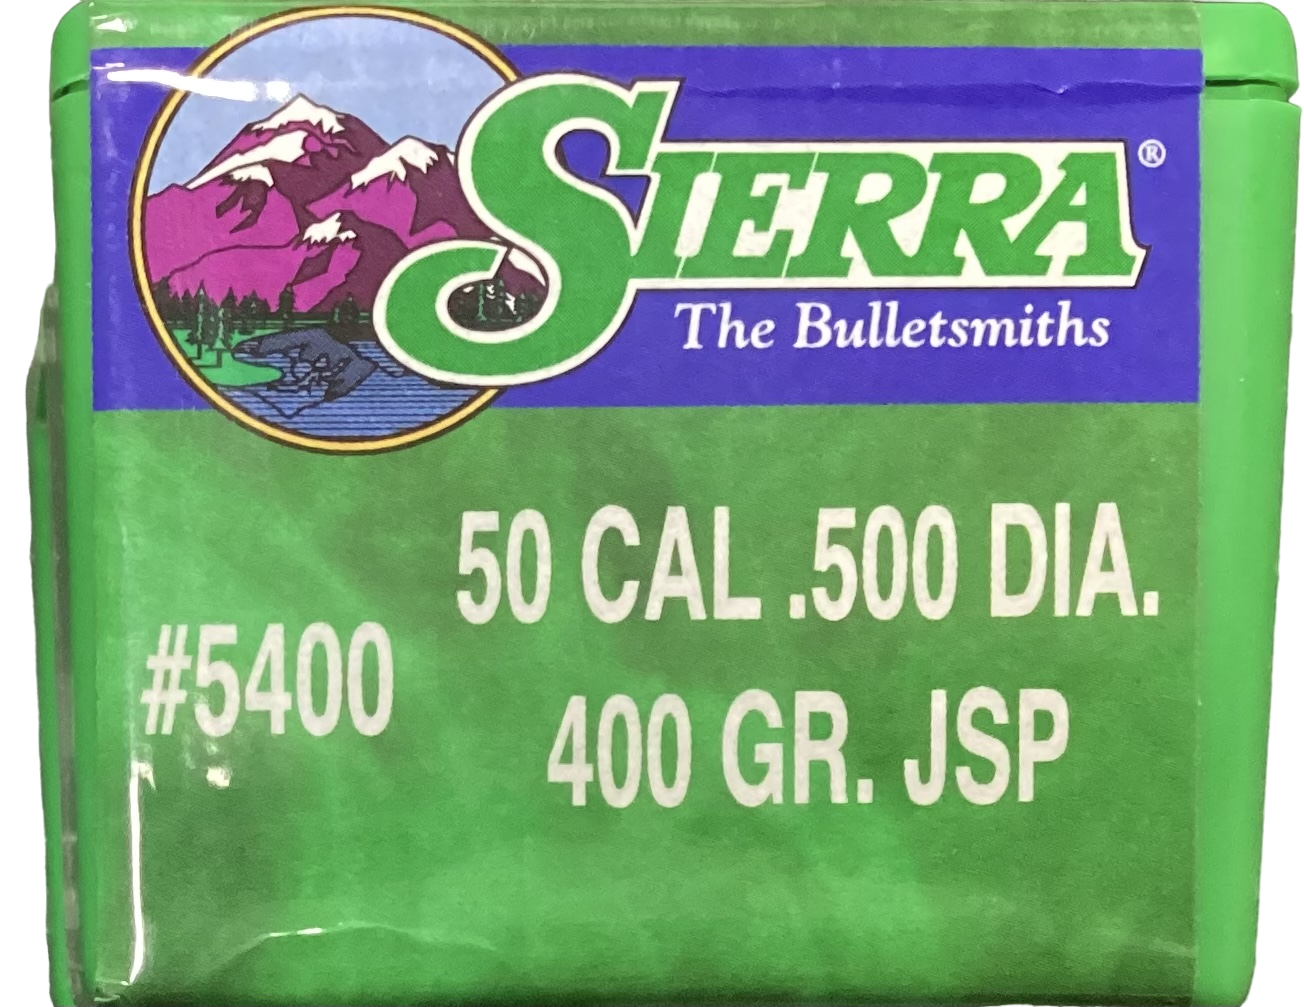 SIERRA®
The Bulletsmiths
50 CAL .500 DIA.
#5400
400 GR. JSP